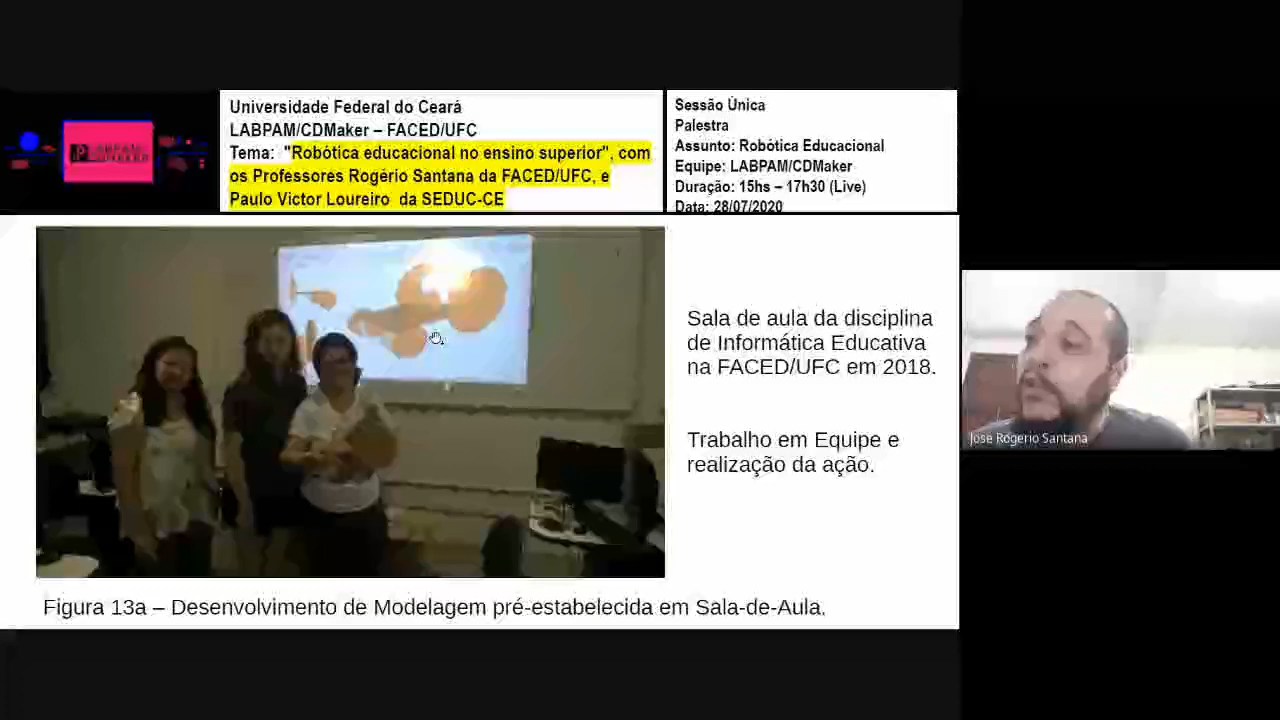 Universidade Federal do Ceará
LABPAM/CDMaker – FACED/UFC
Tema: "Robótica educacional no ensino superior", com
os Professores Rogério Santana da FACED/UFC, e
Paulo Victor Loureiro da SEDUC-CE
Sessão Única
Palestra
Assunto: Robótica Educacional
Equipe: LABPAM/CDMaker
Duração: 15hs – 17h30 (Live)
Data: 28/07/2020
Sala de aula da disciplina
de Informática Educativa
na FACED/UFC em 2018.
Trabalho em Equipe e
realização da ação.
Jose Rogerio Santana
Figura 13a – Desenvolvimento de Modelagem pré-estabelecida em Sala-de-Aula.